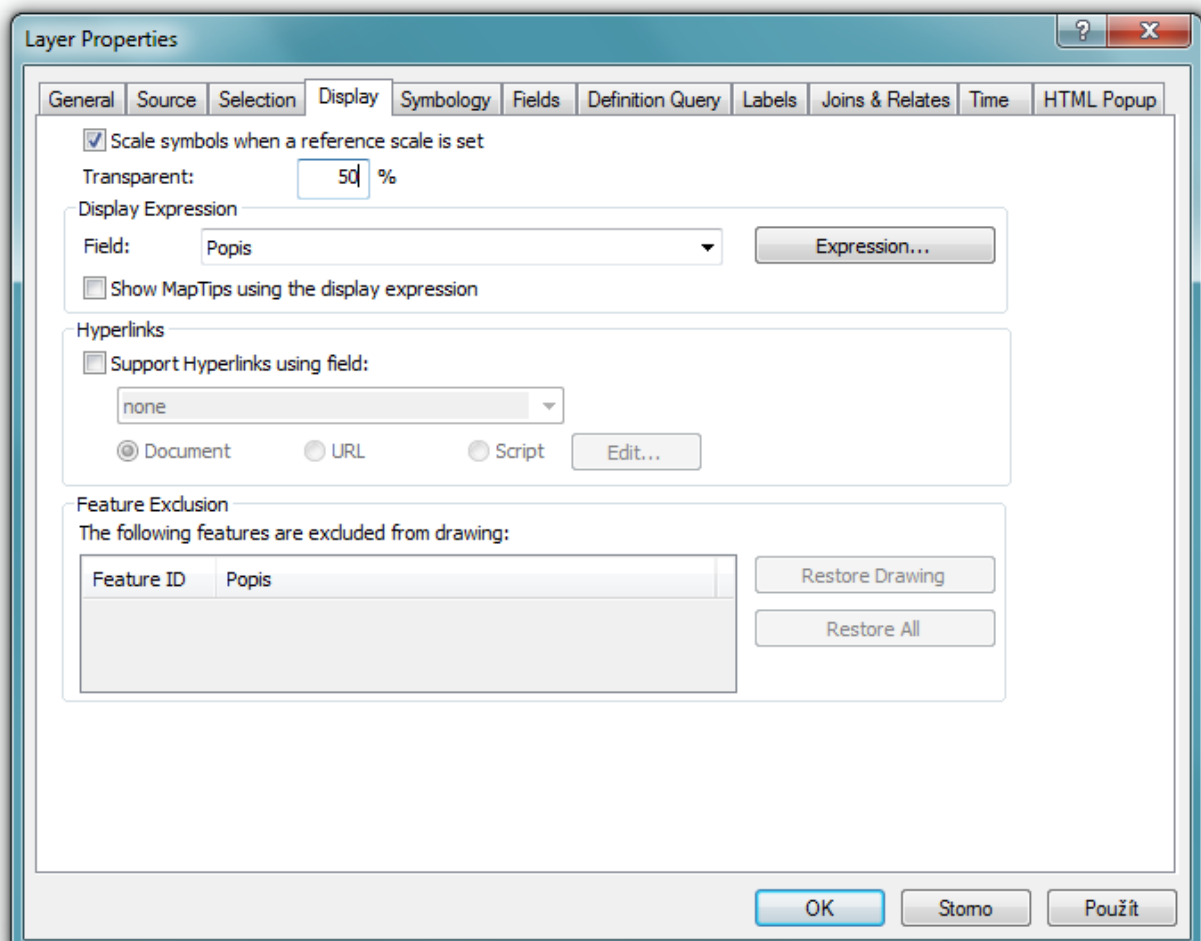 Layer Properties
General Source Selection Display Symbology Fields Definition Query Labels Joins & Relates Time HTML Popup
Scale symbols when a reference scale is set
Transparent: 50 %
Display Expression
Field: Popis Expression...
Show MapTips using the display expression
Hyperlinks
Support Hyperlinks using field:
none
Document URL Script Edit...
Feature Exclusion
The following features are excluded from drawing:
Feature ID Popis
Restore Drawing
Restore All
OK Storno Použít